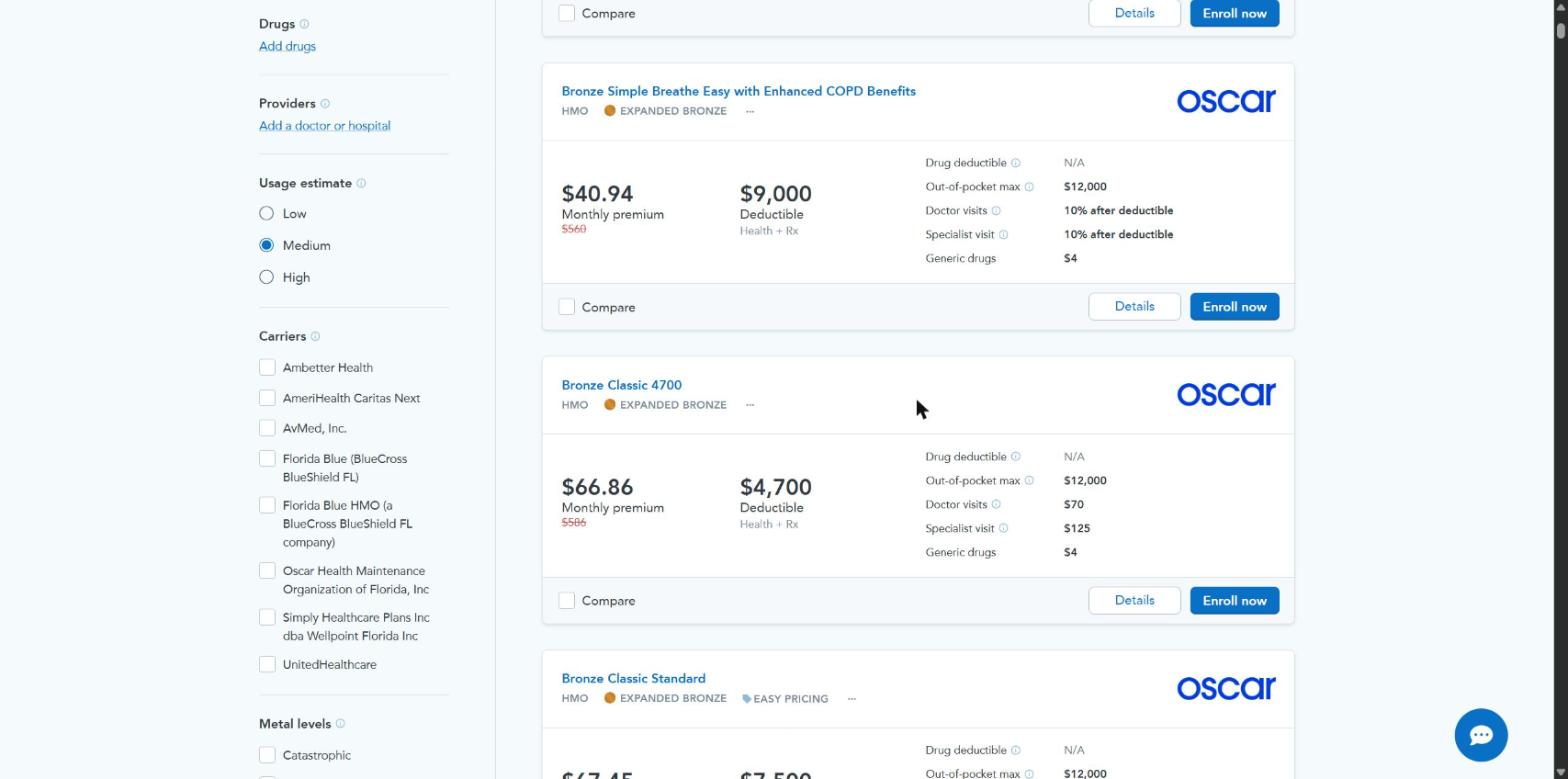 Drugs
Add drugs
Providers
Add a doctor or hospital
Usage estimate
Low
Medium
High
Carriers
Ambetter Health
AmeriHealth Caritas Next
AvMed, Inc.
Florida Blue (BlueCross
BlueShield FL)
Florida Blue HMO (a
BlueCross BlueShield FL
company)
Oscar Health Maintenance
Organization of Florida, Inc
Simply Healthcare Plans Inc
dba Wellpoint Florida Inc
UnitedHealthcare
Metal levels
Catastrophic
Compare Details Enroll now
Bronze Simple Breathe Easy with Enhanced COPD Benefits
HMO EXPANDED BRONZE ...
oscar
$40.94
Monthly premium
$560
$9,000
Deductible
Health + Rx
Drug deductible N/A
Out-of-pocket max $12,000
Doctor visits 10% after deductible
Specialist visit 10% after deductible
Generic drugs $4
Compare Details Enroll now
Bronze Classic 4700
HMO EXPANDED BRONZE ...
oscar
$66.86
Monthly premium
$586
$4,700
Deductible
Health + Rx
Drug deductible N/A
Out-of-pocket max $12,000
Doctor visits $70
Specialist visit $125
Generic drugs $4
Compare Details Enroll now
Bronze Classic Standard
HMO EXPANDED BRONZE EASY PRICING ...
oscar
$67.45
$7,500
Drug deductible N/A
Out-of-pocket max $12,000